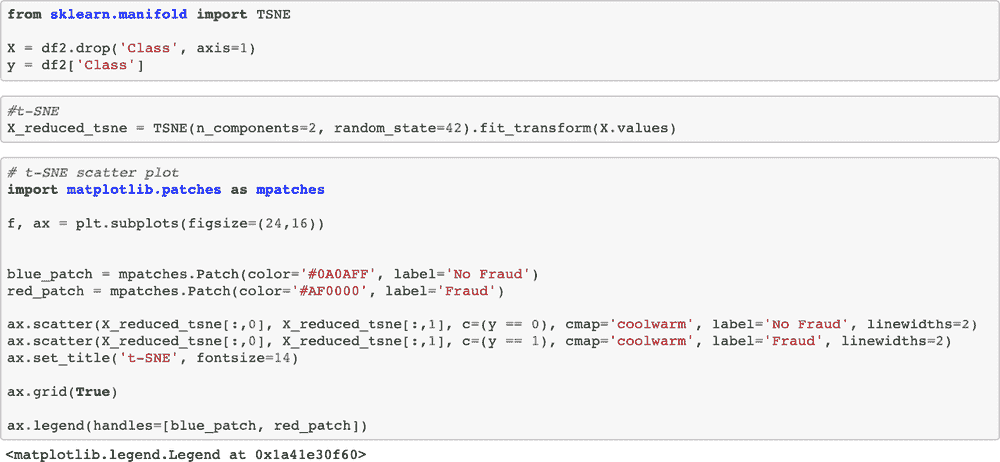 from sklearn.manifold import TSNE
X = df2.drop('Class', axis=1)
y = df2['Class']
#t-SNE
X_reduced_tsne = TSNE(n_components=2, random_state=42).fit_transform(X.values)
# t-SNE scatter plot
import matplotlib.patches as mpatches
f, ax = plt.subplots(figsize=(24,16))
blue_patch = mpatches.Patch(color='#0A0AFF', label='No Fraud')
red_patch = mpatches.Patch(color='#AF0000', label='Fraud')
ax.scatter(X_reduced_tsne[:,0], X_reduced_tsne[:,1], c=(y == 0), cmap='coolwarm', label='No Fraud', linewidths=2)
ax.scatter(X_reduced_tsne[:,0], X_reduced_tsne[:,1], c=(y == 1), cmap='coolwarm', label='Fraud', linewidths=2)
ax.set_title('t-SNE', fontsize=14)
ax.grid(True)
ax.legend(handles=[blue_patch, red_patch])
<matplotlib.legend.Legend at 0x1a41e30f60>